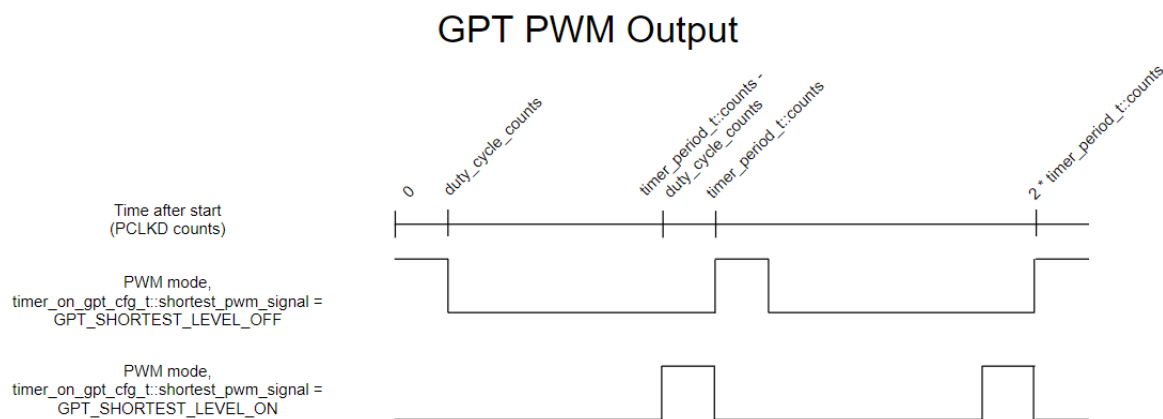 GPT PWM Output
0
duty_cycle_counts
timer_period_t::counts -
duty_cycle_counts
timer_period_t::counts
2 * timer_period_t::counts
Time after start
(PCLKD counts)
PWM mode,
timer_on_gpt_cfg_t::shortest_pwm_signal =
GPT_SHORTEST_LEVEL_OFF
PWM mode,
timer_on_gpt_cfg_t::shortest_pwm_signal =
GPT_SHORTEST_LEVEL_ON